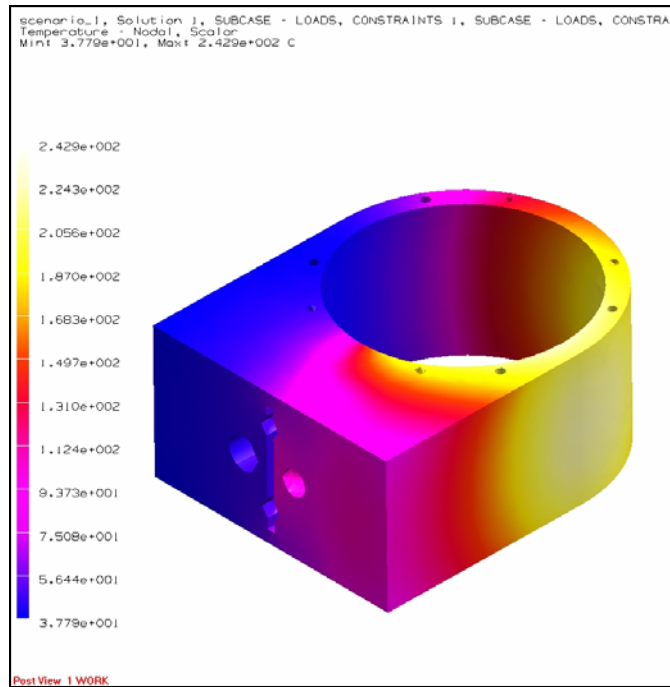 scenario_1, Solution 1, SUBCASE - LOADS, CONSTRAINTS 1, SUBCASE - LOADS, CONSTRA
Temperature - Nodal, Scalar
Min: 3.779e+001, Max: 2.429e+002 C
2.429e+002
2.243e+002
2.056e+002
1.870e+002
1.683e+002
1.497e+002
1.310e+002
1.124e+002
9.373e+001
7.508e+001
5.644e+001
3.779e+001
Post View 1 WORK